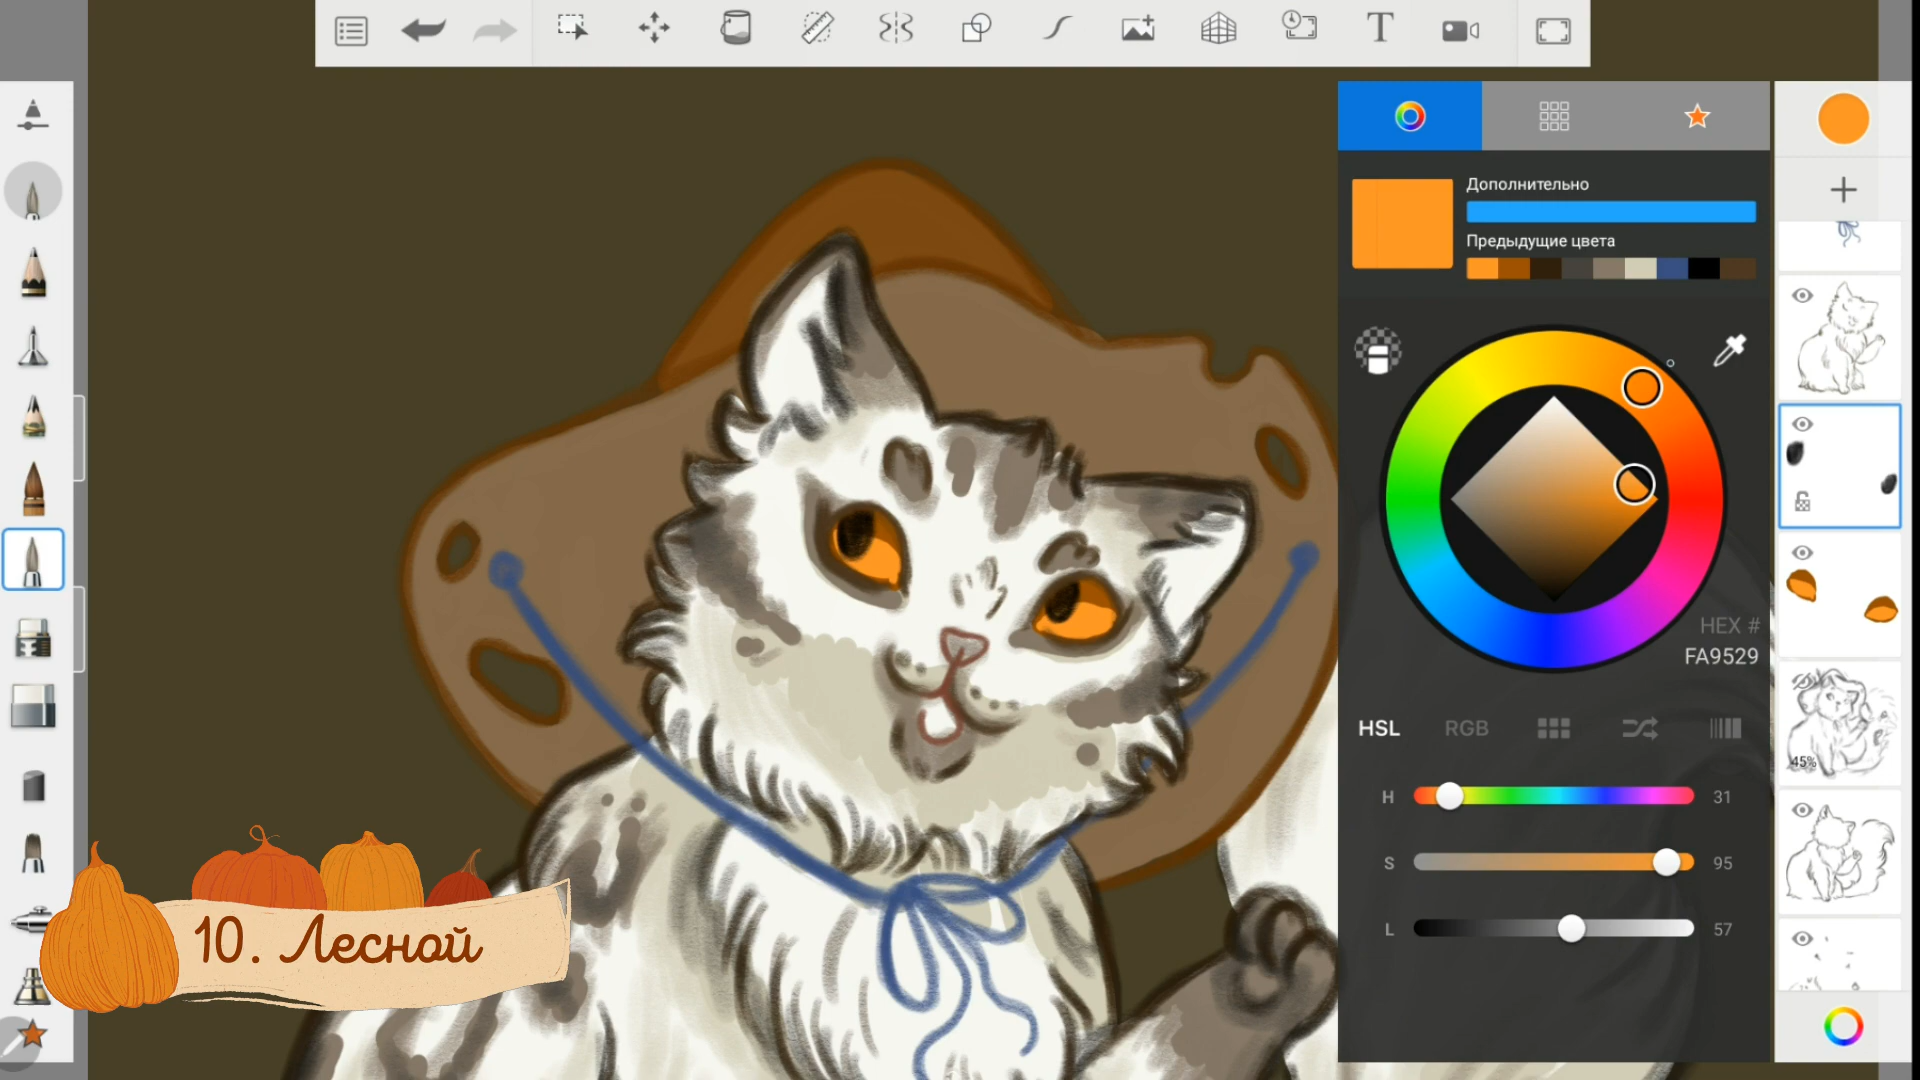 T
Дополнительно
Предыдущие цвета
HEX #
FA9529
HSL RGB
H 31
S 95
L 57
45%
10. Лесной